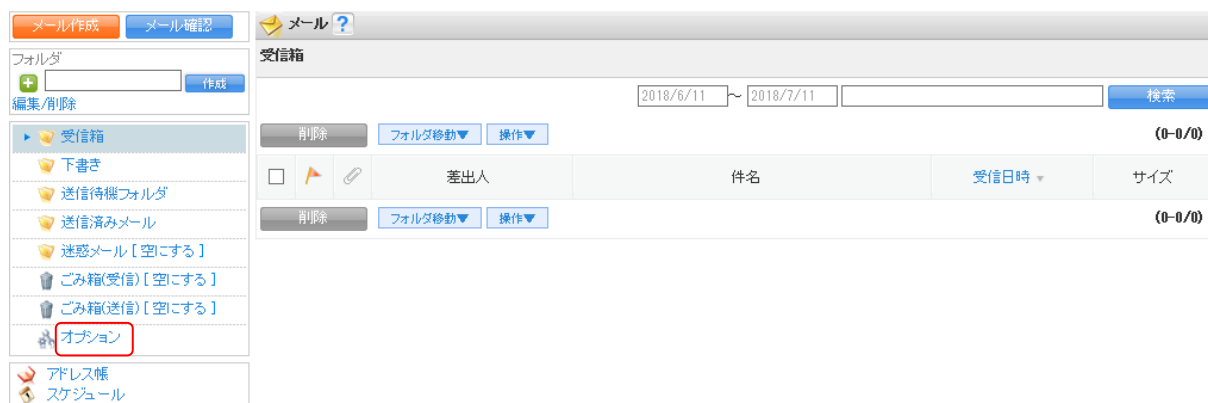 メール作成 メール確認
フォルダ
作成
編集/削除
受信箱
下書き
送信待機フォルダ
送信済みメール
迷惑メール [ 空にする ]
ごみ箱(受信) [ 空にする ]
ごみ箱(送信) [ 空にする ]
オプション
アドレス帳
スケジュール
メール ?
受信箱
2018/6/11 ～ 2018/7/11 検索
削除 フォルダ移動▼ 操作▼ (0-0/0)
差出人 件名 受信日時 ▼ サイズ
削除 フォルダ移動▼ 操作▼ (0-0/0)